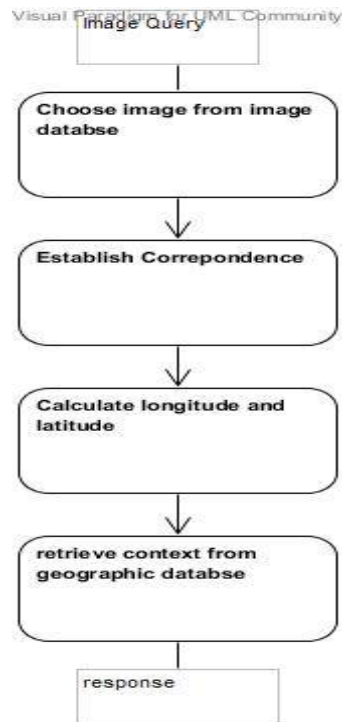 Visual Paradigm for UML Community
Image Query
Choose image from image
databse
Establish Correpondence
Calculate longitude and
latitude
retrieve context from
geographic databse
response